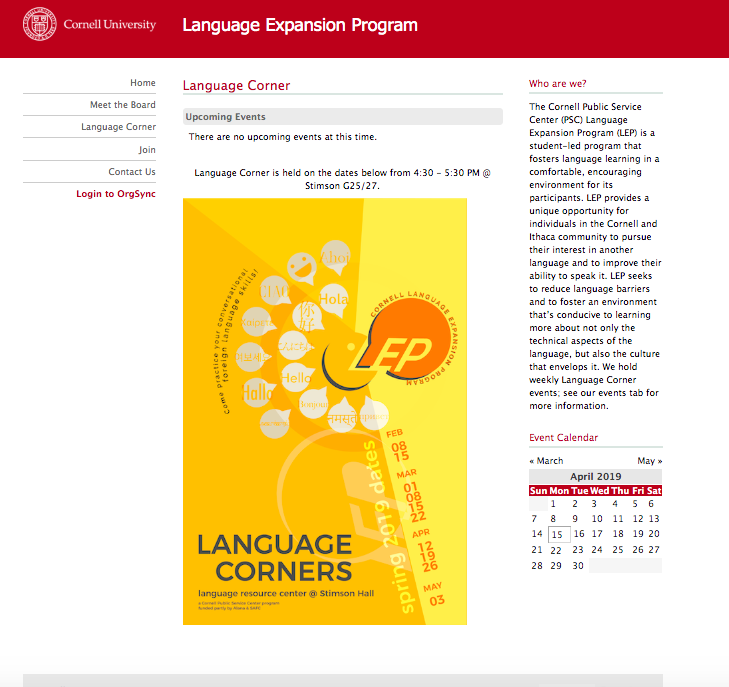 Cornell University
Language Expansion Program
Home
Meet the Board
Language Corner
Join
Contact Us
Login to OrgSync
Language Corner
Upcoming Events
There are no upcoming events at this time.
Language Corner is held on the dates below from 4:30 - 5:30 PM @
Stimson G25/27.
Come practice your conversational
foreign language skills!
Ahoj
Ciao
Hola
你
好
Hello
Hallo
Bonjour
नमस्ते
CORNELL LANGUAGE EXPANSION PROGRAM
LEP
spring 2019 dates
FEB
08
15
MAR
01
08
15
22
APR
12
19
26
MAY
03
LANGUAGE
CORNERS
language resource center @ Stimson Hall
a Cornell Public Service Center program
Who are we?
The Cornell Public Service
Center (PSC) Language
Expansion Program (LEP) is a
student-led program that
fosters language learning in a
comfortable, encouraging
environment for its
participants. LEP provides a
unique opportunity for
individuals in the Cornell and
Ithaca community to pursue
their interest in another
language and to improve their
ability to speak it. LEP seeks
to reduce language barriers
and to foster an environment
that's conducive to learning
more about not only the
technical aspects of the
language, but also the culture
that envelops it. We hold
weekly Language Corner
events; see our events tab for
more information.
Event Calendar
« March May »
April 2019
Sun Mon Tue Wed Thu Fri Sat
1 2 3 4 5 6
7 8 9 10 11 12 13
14 15 16 17 18 19 20
21 22 23 24 25 26 27
28 29 30